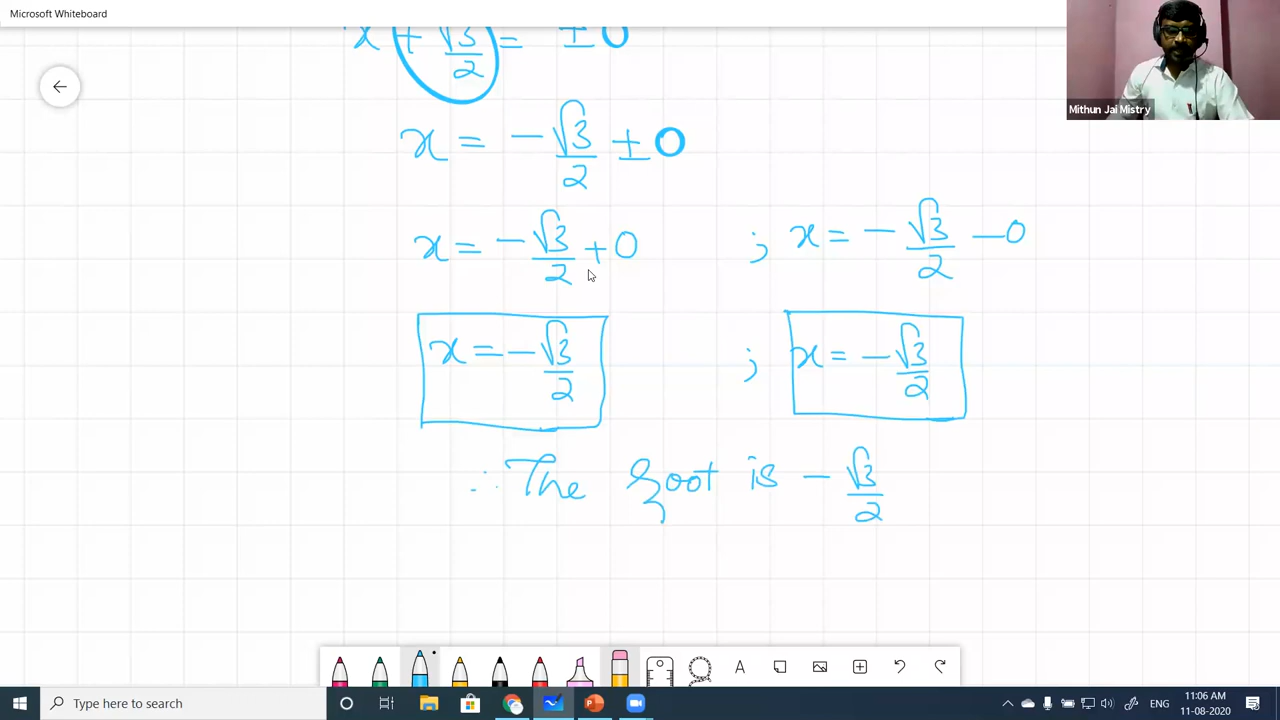 Microsoft Whiteboard
x + √3/2 = ±0
Mithun Jai Mistry
x = -√3/2 ± 0
x = -√3/2 + 0 ; x = -√3/2 - 0
x = -√3/2 ; x = -√3/2
∴ The root is -√3/2
A
Type here to search
ENG
11:06 AM
11-08-2020